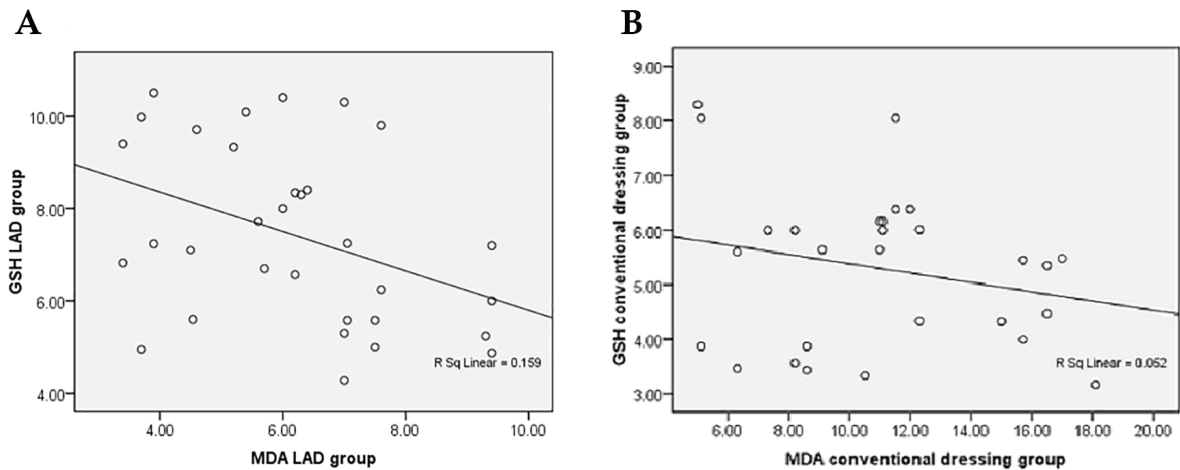 A
GSH LAD group
10.00
8.00
6.00
4.00
R Sq Linear = 0.159
4.00 6.00 8.00 10.00
MDA LAD group
B
GSH conventional dressing group
9.00
8.00
7.00
6.00
5.00
4.00
3.00
R Sq Linear = 0.052
6.00 8.00 10.00 12.00 14.00 16.00 18.00 20.00
MDA conventional dressing group